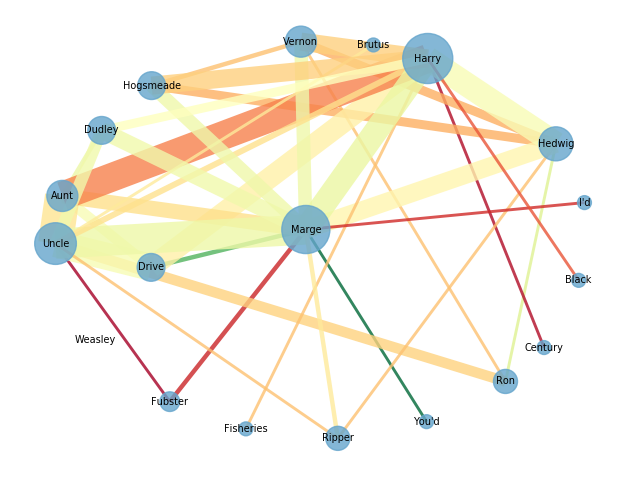 Vernon
Brutus
Harry
Hogsmeade
Dudley
Hedwig
Aunt
I'd
Marge
Uncle
Drive
Black
Weasley
Century
Ron
Fubster
You'd
Fisheries
Ripper